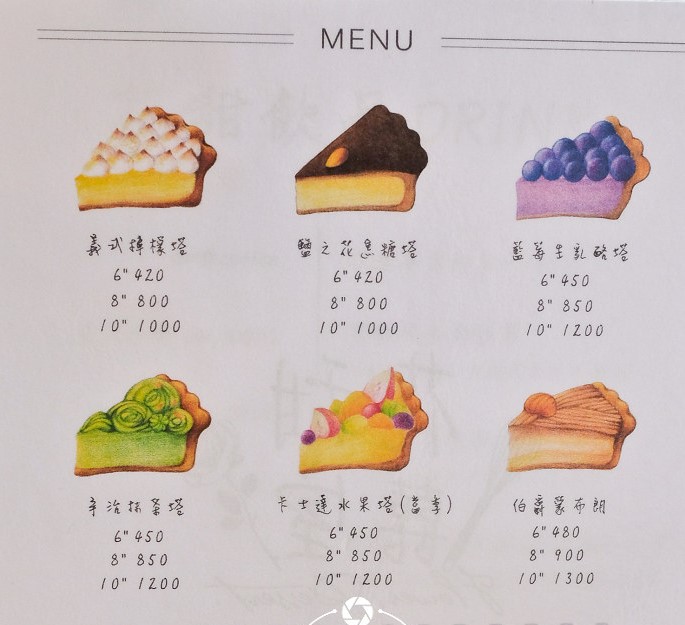 MENU
義式檸檬塔
6" 420
8" 800
10" 1000
鹽之花焦糖塔
6" 420
8" 800
10" 1000
藍莓生乳酪塔
6" 450
8" 850
10" 1200
宇治抹茶塔
6" 450
8" 850
10" 1200
卡士達水果塔(當季)
6" 450
8" 850
10" 1200
伯爵蒙布朗
6" 480
8" 900
10" 1300